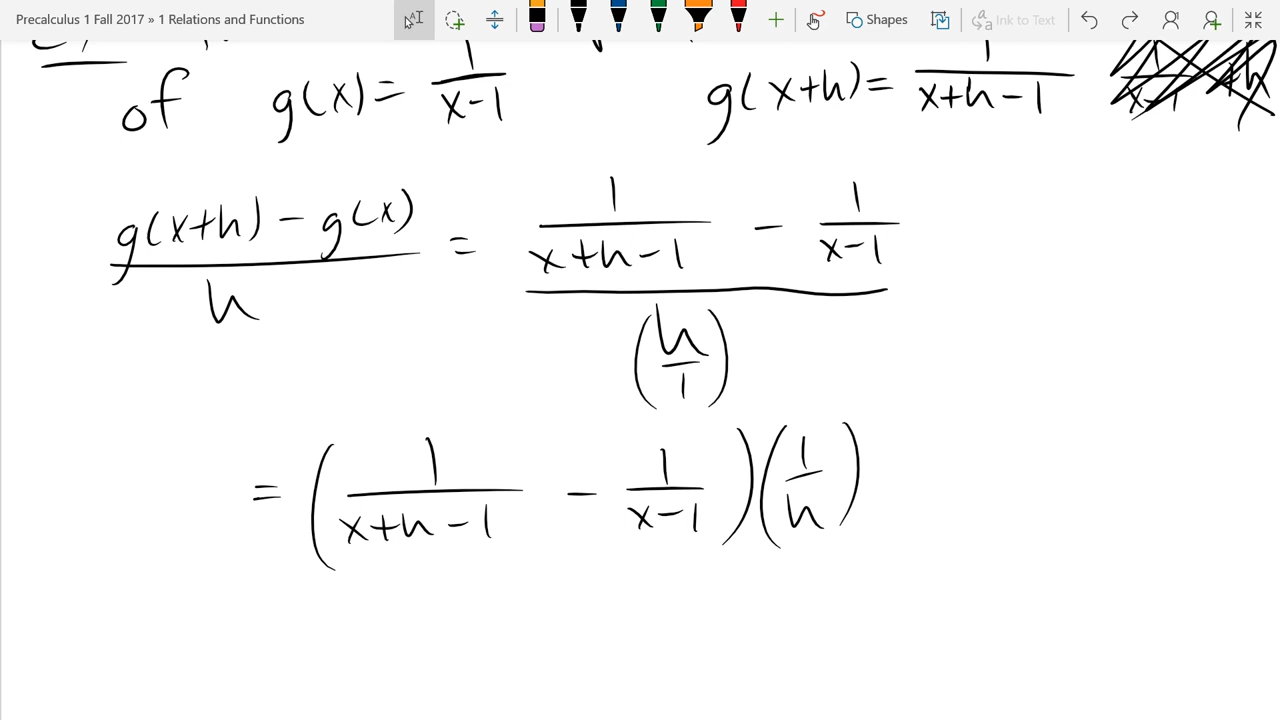 Precalculus 1 Fall 2017 » 1 Relations and Functions
Shapes
Ink to Text
of g(x) = 1/(x-1) g(x+h) = 1/(x+h-1)
(g(x+h) - g(x))/h = (1/(x+h-1) - 1/(x-1))/(h/1)
= (1/(x+h-1) - 1/(x-1))(1/h)